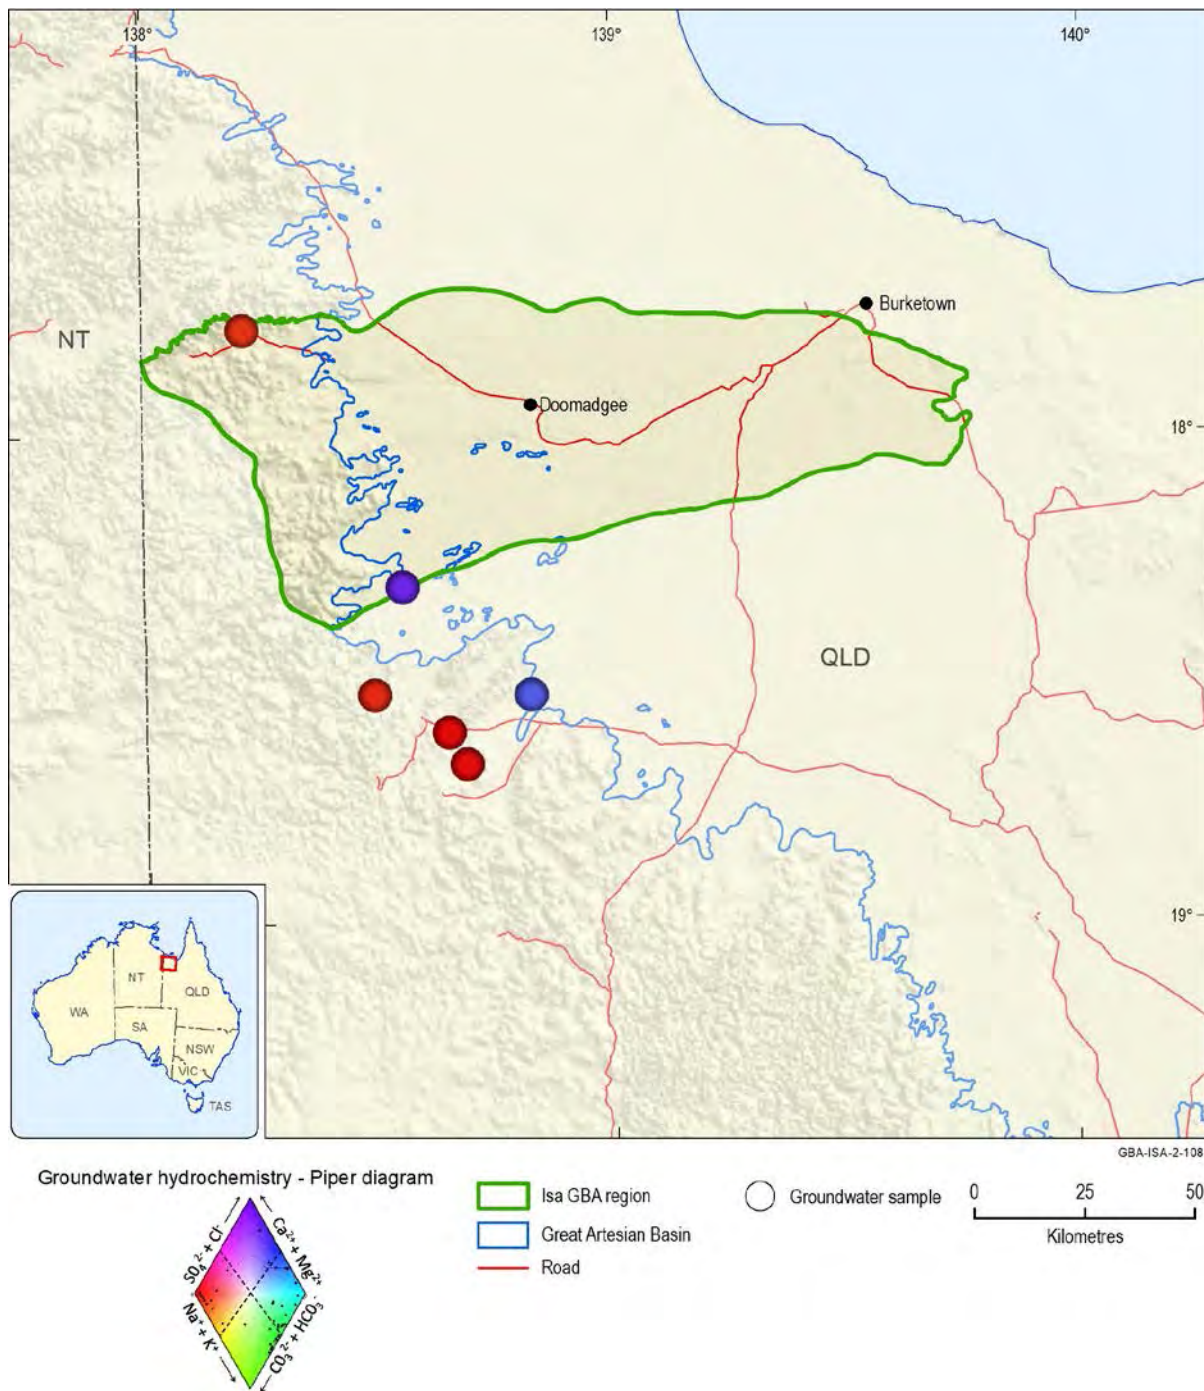 138°
139°
140°
Burketown
NT
Doomadgee
18°
QLD
19°
NT
QLD
WA
SA
NSW
VIC
TAS
GBA-ISA-2-108
Groundwater hydrochemistry - Piper diagram
SO₄²⁻ + Cl⁻
Ca²⁺ + Mg²⁺
Na⁺ + K⁺
CO₃²⁻ + HCO₃⁻
Isa GBA region
Great Artesian Basin
Road
Groundwater sample
0 25 50
Kilometres